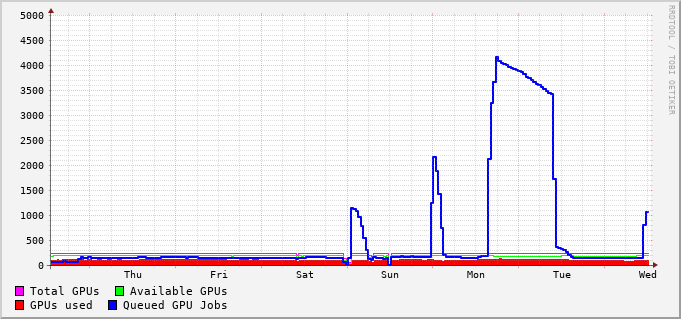 5000
4500
4000
3500
3000
2500
2000
1500
1000
500
0
Thu Fri Sat Sun Mon Tue Wed
Total GPUs Available GPUs
GPUs used Queued GPU Jobs
RRDTOOL / TOBI OETIKER